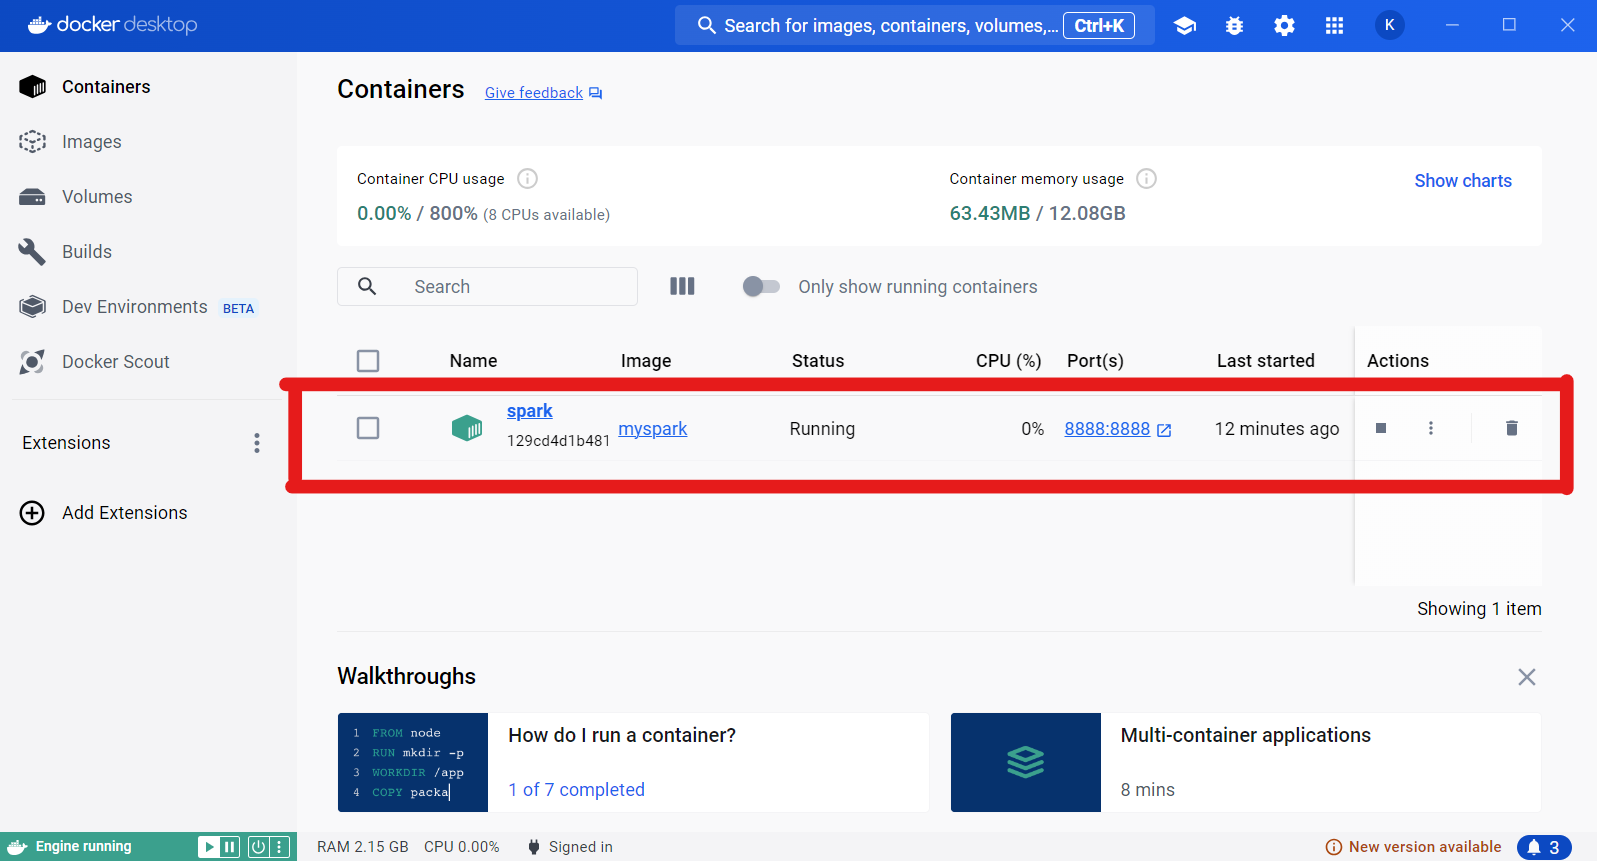 docker desktop
Search for images, containers, volumes,... Ctrl+K
K
Containers
Images
Volumes
Builds
Dev Environments BETA
Docker Scout
Extensions
Add Extensions
Containers Give feedback
Container CPU usage
0.00% / 800% (8 CPUs available)
Container memory usage
63.43MB / 12.08GB
Show charts
Search
Only show running containers
Name Image Status CPU (%) Port(s) Last started Actions
spark
129cd4d1b481
myspark Running 0% 8888:8888 12 minutes ago
Showing 1 item
Walkthroughs
1 FROM node
2 RUN mkdir -p
3 WORKDIR /app
4 COPY packa
How do I run a container?
1 of 7 completed
Multi-container applications
8 mins
Engine running
RAM 2.15 GB CPU 0.00% Signed in
New version available 3